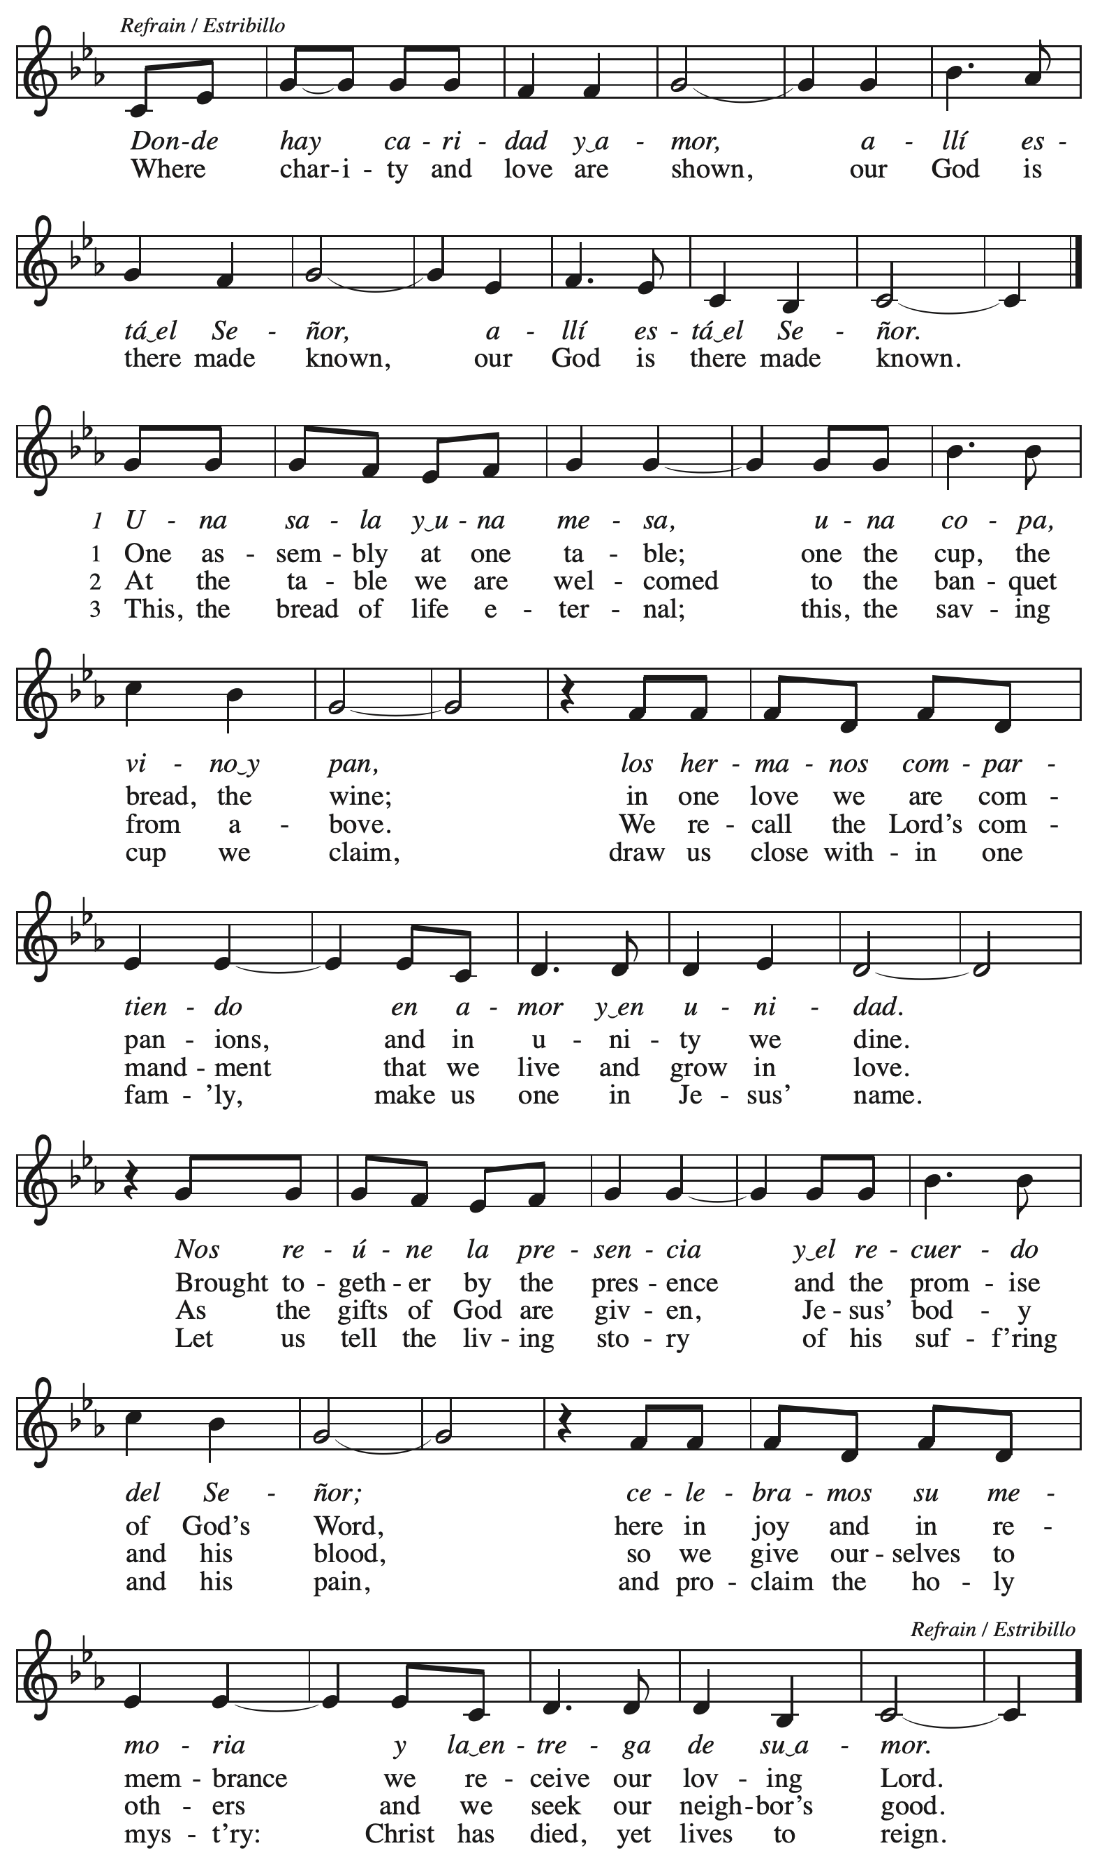 Refrain / Estribillo
Don-de hay ca - ri - dad y‿a - mor, a - llí es -
Where char-i - ty and love are shown, our God is
tá‿el Se - ñor, a - llí es - tá‿el Se - ñor.
there made known, our God is there made known.
1 U - na sa - la y‿u - na me - sa, u - na co - pa,
1 One as - sem - bly at one ta - ble; one the cup, the
2 At the ta - ble we are wel - comed to the ban - quet
3 This, the bread of life e - ter - nal; this, the sav - ing
vi - no‿y pan, los her - ma - nos com - par -
bread, the wine; in one love we are com -
from a - bove. We re - call the Lord’s com -
cup we claim, draw us close with - in one
tien - do en a - mor y‿en u - ni - dad.
pan - ions, and in u - ni - ty we dine.
mand - ment that we live and grow in love.
fam - ’ly, make us one in Je - sus’ name.
Nos re - ú - ne la pre - sen - cia y‿el re - cuer - do
Brought to - geth - er by the pres - ence and the prom - ise
As the gifts of God are giv - en, Je - sus’ bod - y
Let us tell the liv - ing sto - ry of his suf - f’ring
del Se - ñor; ce - le - bra - mos su me -
of God’s Word, here in joy and in re -
and his blood, so we give our - selves to
and his pain, and pro - claim the ho - ly
Refrain / Estribillo
mo - ria y la‿en - tre - ga de su‿a - mor.
mem - brance we re - ceive our lov - ing Lord.
oth - ers and we seek our neigh-bor’s good.
mys - t’ry: Christ has died, yet lives to reign.